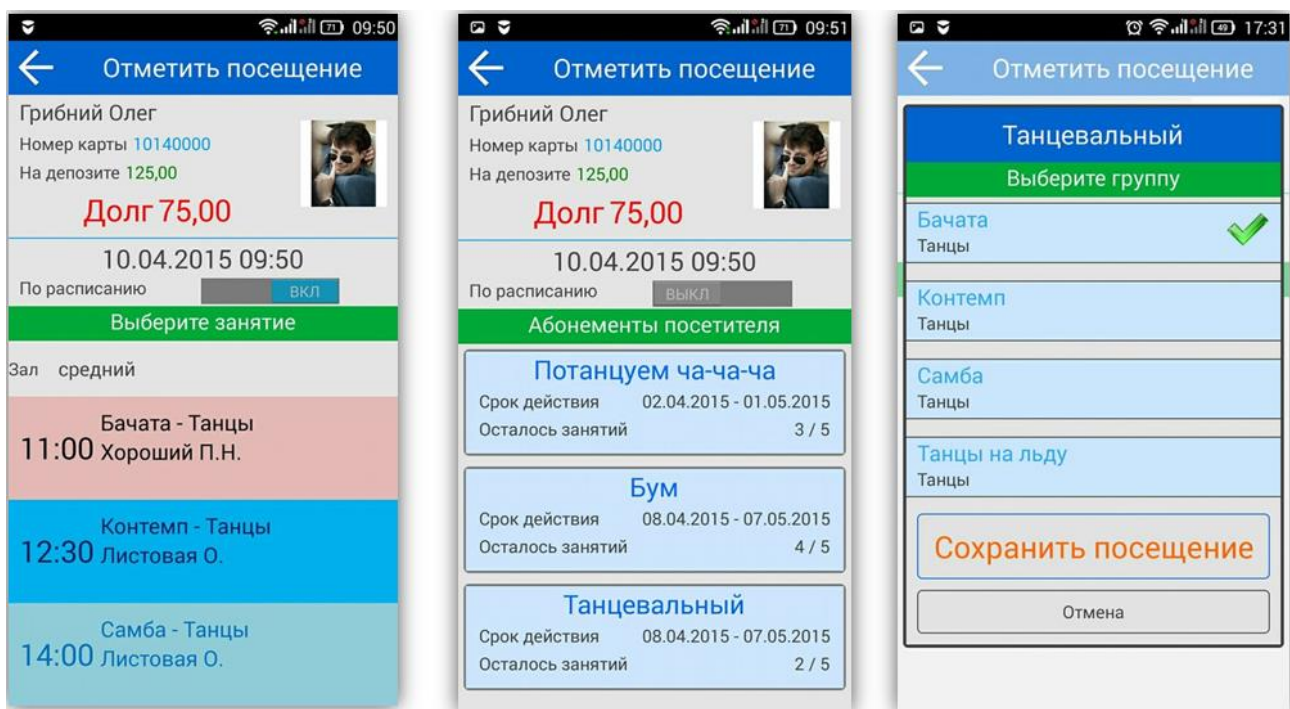 71 09:50
Отметить посещение
Грибний Олег
Номер карты 10140000
На депозите 125,00
Долг 75,00
10.04.2015 09:50
По расписанию ВКЛ
Выберите занятие
Зал средний
Бачата - Танцы
11:00 Хороший П.Н.
Контемп - Танцы
12:30 Листовая О.
Самба - Танцы
14:00 Листовая О.
71 09:51
Отметить посещение
Грибний Олег
Номер карты 10140000
На депозите 125,00
Долг 75,00
10.04.2015 09:50
По расписанию ВЫКЛ
Абонементы посетителя
Потанцуем ча-ча-ча
Срок действия 02.04.2015 - 01.05.2015
Осталось занятий 3 / 5
Бум
Срок действия 08.04.2015 - 07.05.2015
Осталось занятий 4 / 5
Танцевальный
Срок действия 08.04.2015 - 07.05.2015
Осталось занятий 2 / 5
49 17:31
Отметить посещение
Танцевальный
Выберите группу
Бачата
Танцы
Контемп
Танцы
Самба
Танцы
Танцы на льду
Танцы
Сохранить посещение
Отмена